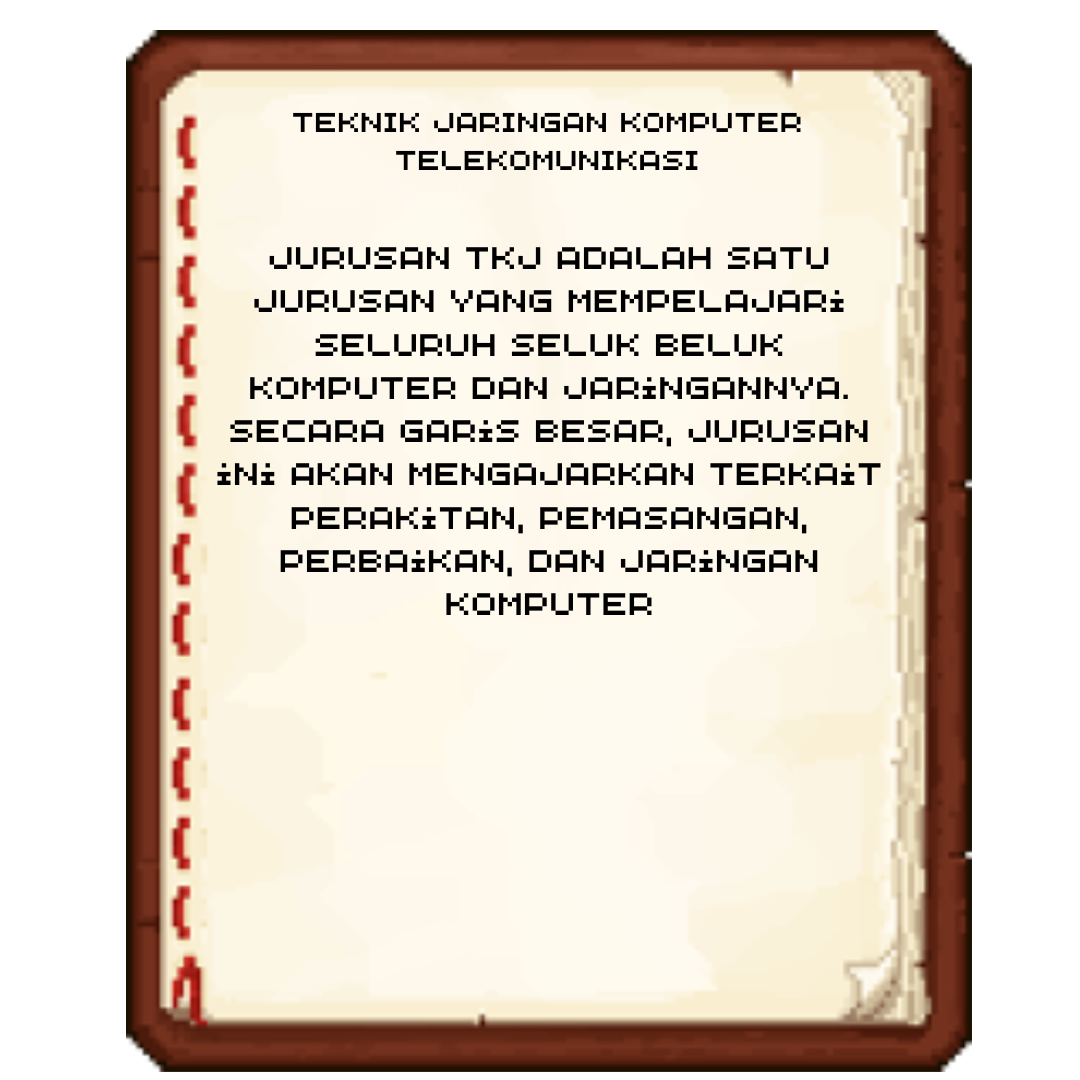 TEKNIK JARINGAN KOMPUTER
TELEKOMUNIKASI
JURUSAN TKJ ADALAH SATU
JURUSAN YANG MEMPELAJARi
SELURUH SELUK BELUK
KOMPUTER DAN JARiNGANNYA.
SECARA GARiS BESAR, JURUSAN
iNi AKAN MENGAJARKAN TERKAiT
PERAKiTAN, PEMASANGAN,
PERBAiKAN, DAN JARiNGAN
KOMPUTER